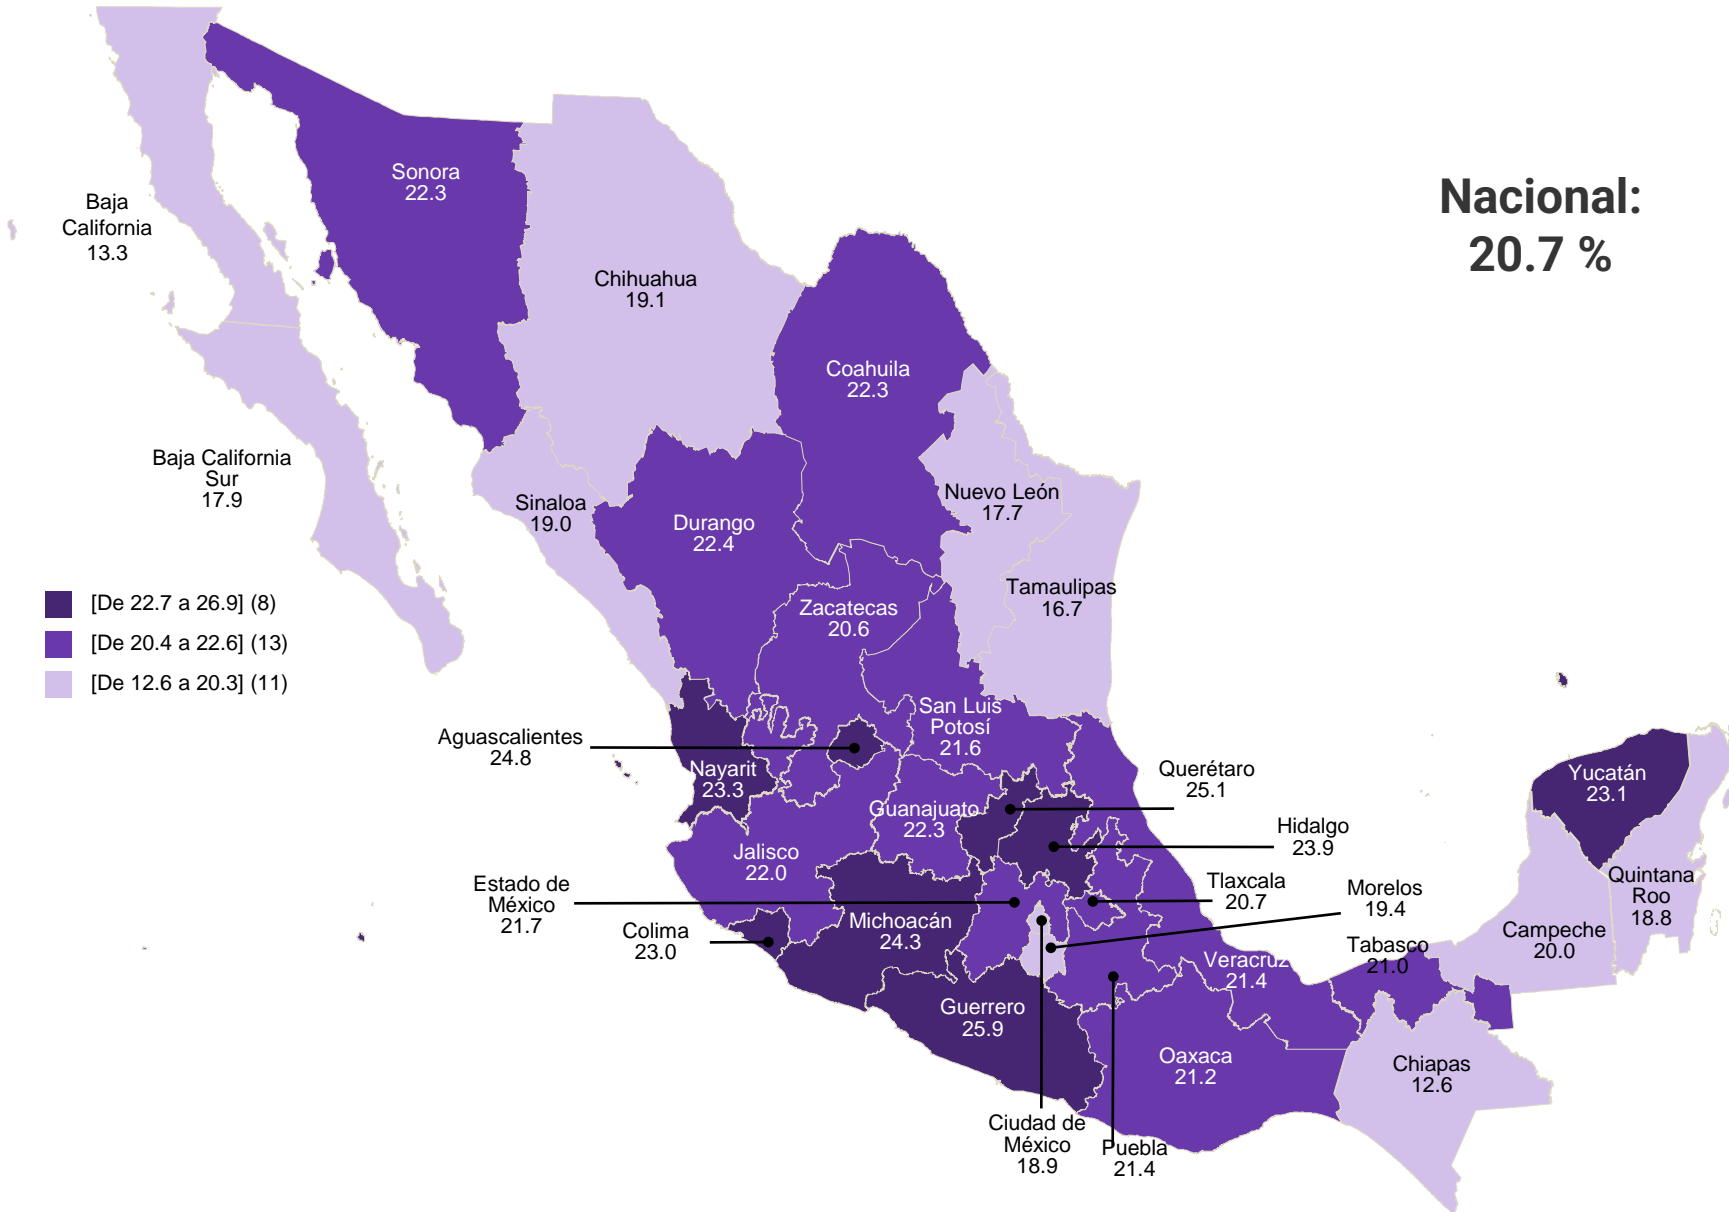 Nacional:
20.7 %
Sonora
22.3
Baja
California
13.3
Chihuahua
19.1
Coahuila
22.3
Baja California
Sur
17.9
Sinaloa
19.0
Durango
22.4
Nuevo León
17.7
Tamaulipas
16.7
Zacatecas
20.6
[De 22.7 a 26.9] (8)
[De 20.4 a 22.6] (13)
[De 12.6 a 20.3] (11)
San Luis
Potosí
21.6
Aguascalientes
24.8
Nayarit
23.3
Querétaro
25.1
Yucatán
23.1
Guanajuato
22.3
Hidalgo
23.9
Jalisco
22.0
Estado de
México
21.7
Tlaxcala
20.7
Morelos
19.4
Quintana
Roo
18.8
Colima
23.0
Michoacán
24.3
Campeche
20.0
Tabasco
21.0
Veracruz
21.4
Guerrero
25.9
Oaxaca
21.2
Chiapas
12.6
Ciudad de
México
18.9
Puebla
21.4